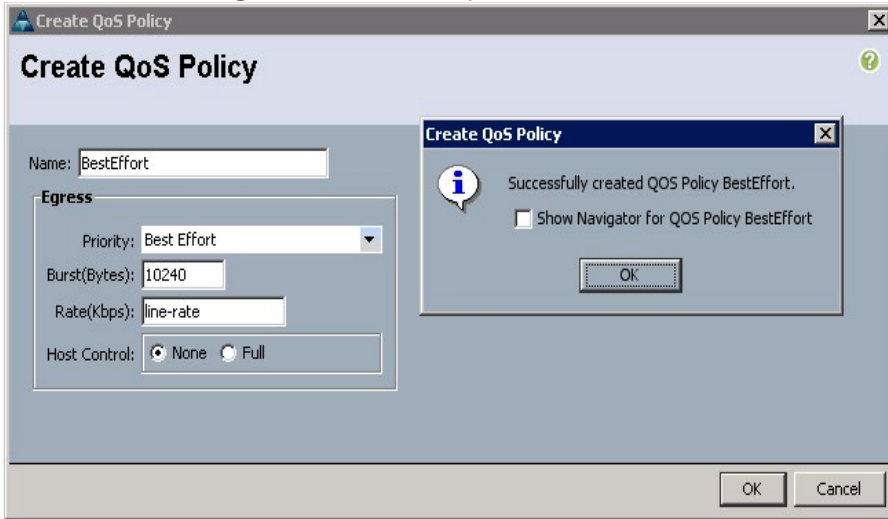 Create QoS Policy
Create QoS Policy
Create QoS Policy
Name: BestEffort
Successfully created QOS Policy BestEffort.
Egress
Show Navigator for QOS Policy BestEffort
Priority: Best Effort
Burst(Bytes): 10240
OK
Rate(Kbps): line-rate
Host Control: None Full
OK Cancel